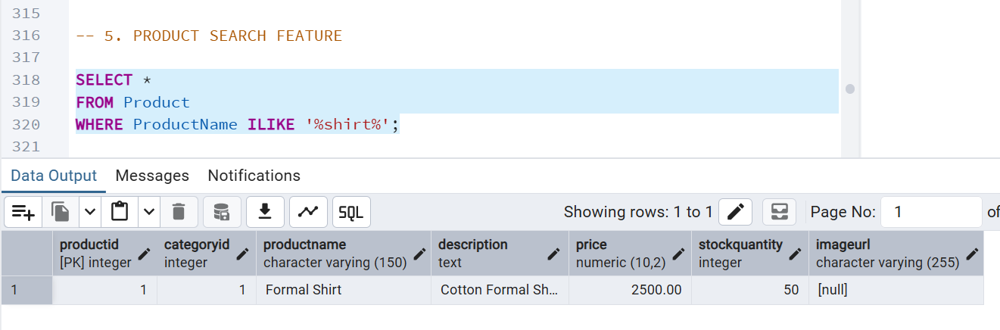 315
316 -- 5. PRODUCT SEARCH FEATURE
317
318 SELECT *
319 FROM Product
320 WHERE ProductName ILIKE '%shirt%';
321
Data Output Messages Notifications
SQL Showing rows: 1 to 1 Page No: 1 of
productid categoryid productname description price stockquantity imageurl
[PK] integer integer character varying (150) text numeric (10,2) integer character varying (255)
1 1 1 Formal Shirt Cotton Formal Sh... 2500.00 50 [null]